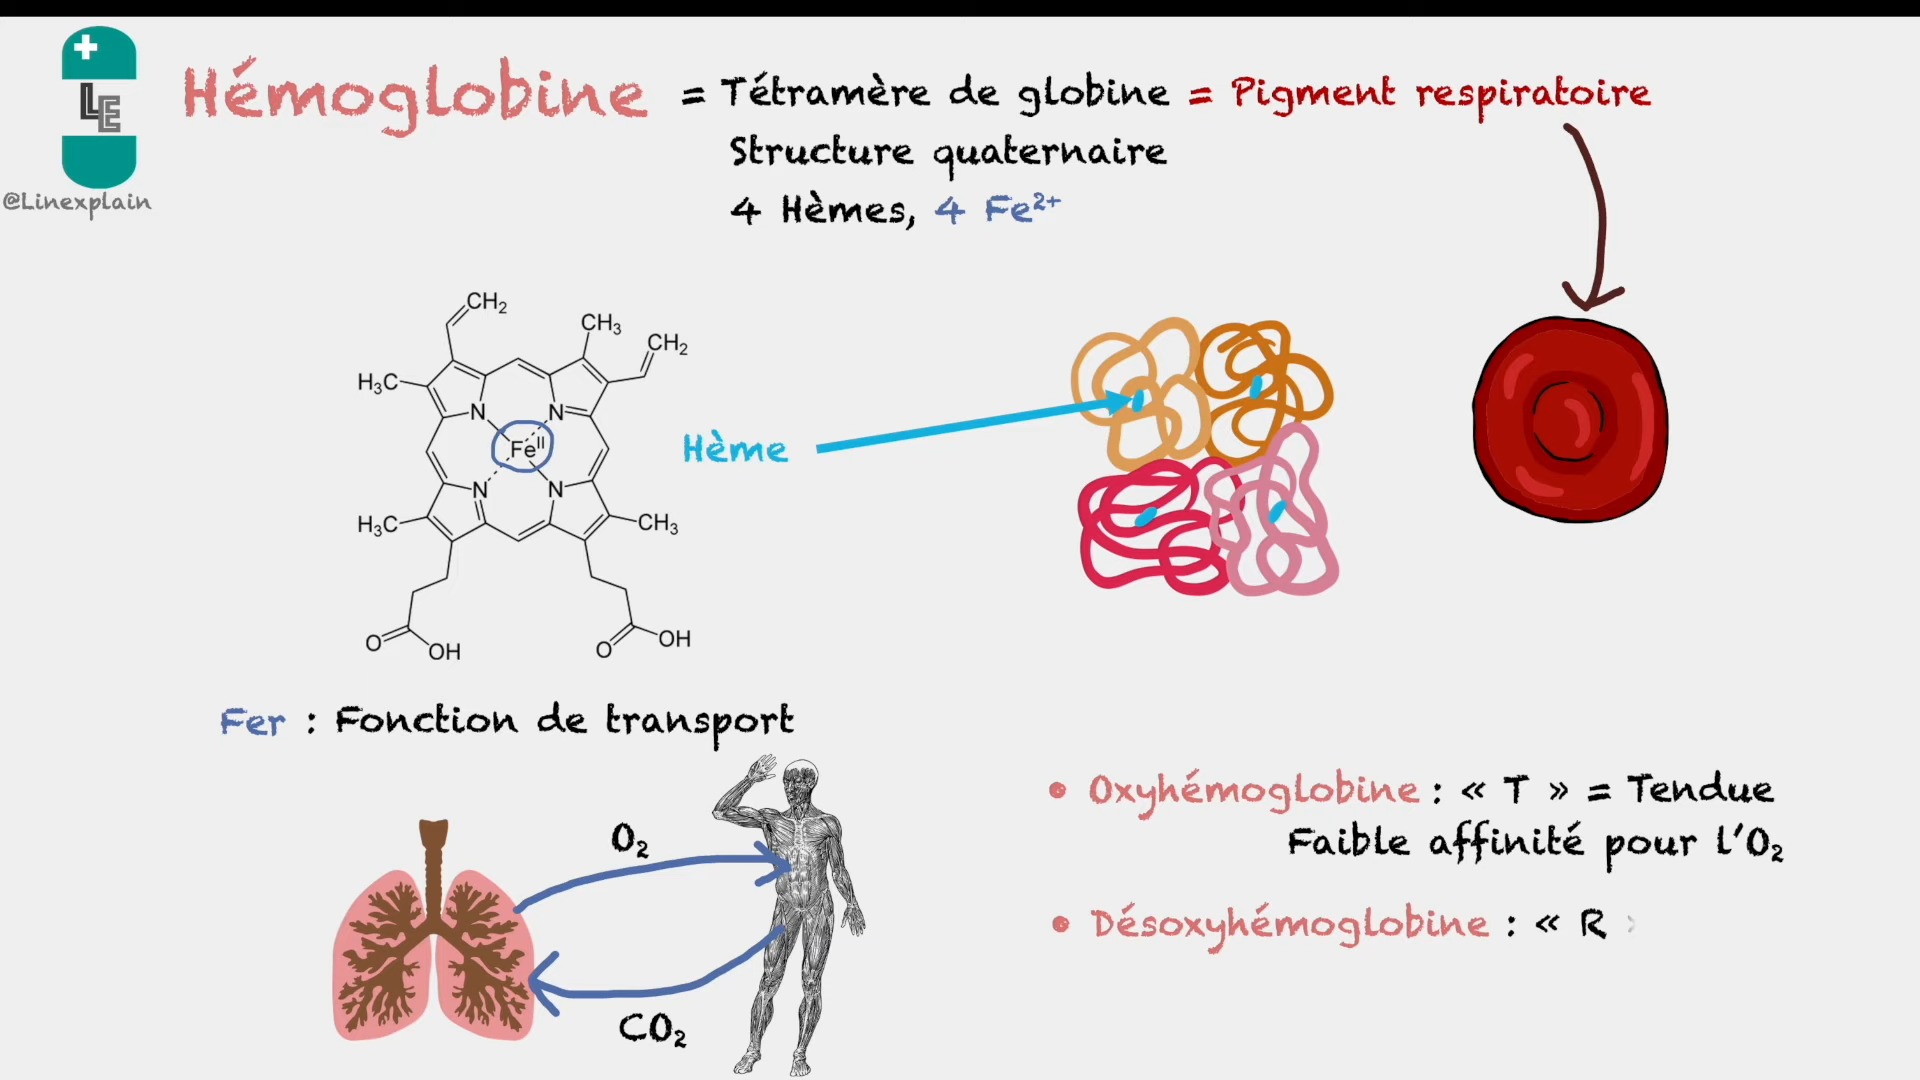 LE
@Linexplain
Hémoglobine = Tétramère de globine = Pigment respiratoire
Structure quaternaire
4 Hèmes, 4 Fe²⁺
CH₂
CH₃
CH₂
H₃C
N N
Feᴵᴵ
Hème
N N
H₃C
CH₃
O OH
O OH
Fer : Fonction de transport
O₂
CO₂
• Oxyhémoglobine : « T » = Tendue
Faible affinité pour l'O₂
• Désoxyhémoglobine : « R »